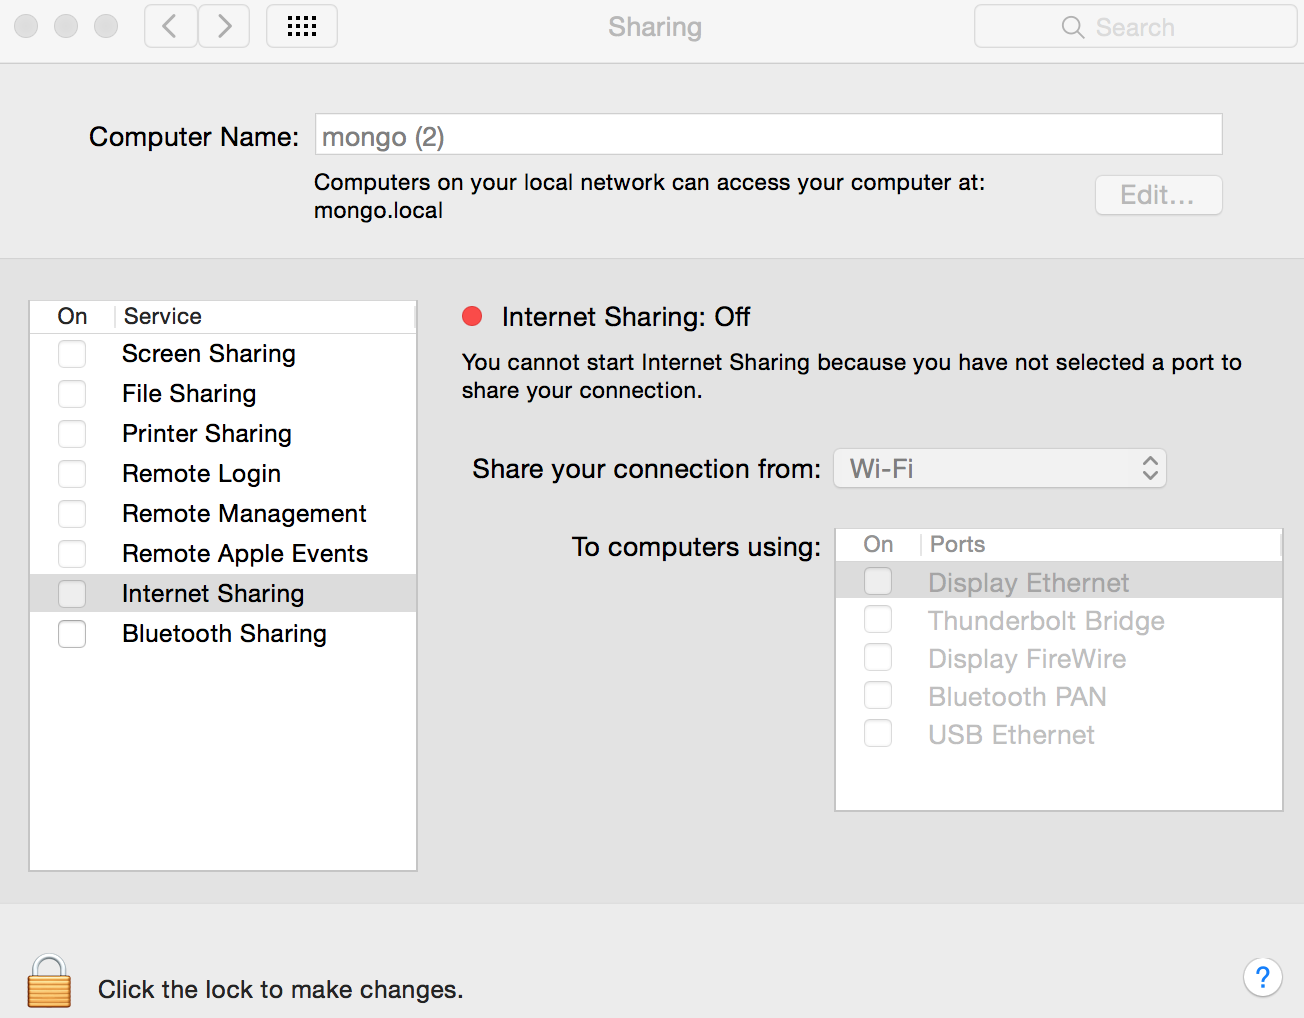 Sharing
Search
Computer Name:
mongo (2)
Computers on your local network can access your computer at:
mongo.local
Edit...
On Service
Screen Sharing
File Sharing
Printer Sharing
Remote Login
Remote Management
Remote Apple Events
Internet Sharing
Bluetooth Sharing
Internet Sharing: Off
You cannot start Internet Sharing because you have not selected a port to
share your connection.
Share your connection from: Wi-Fi
To computers using:
On Ports
Display Ethernet
Thunderbolt Bridge
Display FireWire
Bluetooth PAN
USB Ethernet
Click the lock to make changes.
?